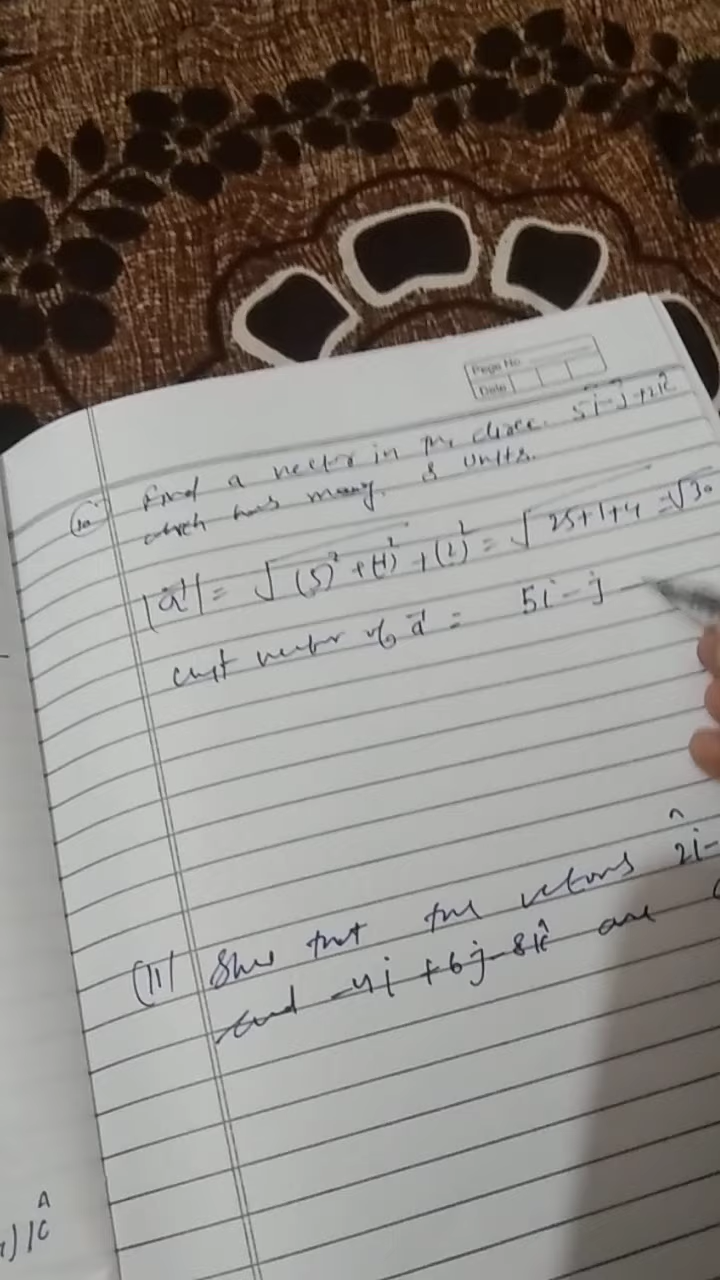 Page No
Date
(10) Find a vector in the direc. 5i-j+2k̂
which has many. 8 units.
|a⃗| = √(5)²+(-1)²+(2)² = √25+1+4 = √30
unit vector of a⃗ = 5i-j
(11) Show that the vectors 2î-
and -4i+6j-8k̂ are
)k̂